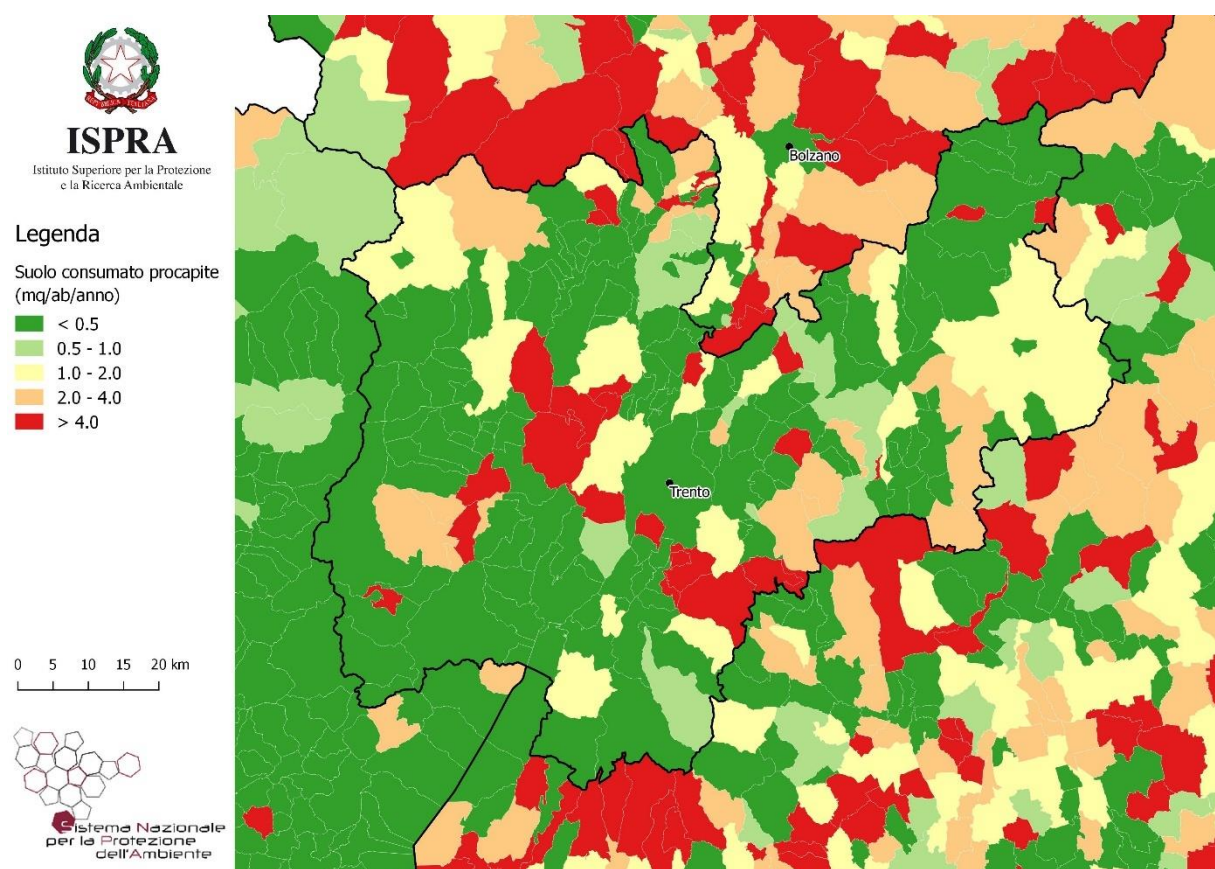 REPVBBLICA ITALIANA
ISPRA
Istituto Superiore per la Protezione
e la Ricerca Ambientale
Legenda
Suolo consumato procapite
(mq/ab/anno)
< 0.5
0.5 - 1.0
1.0 - 2.0
2.0 - 4.0
> 4.0
0 5 10 15 20 km
Sistema Nazionale
per la Protezione
dell'Ambiente
Bolzano
Trento